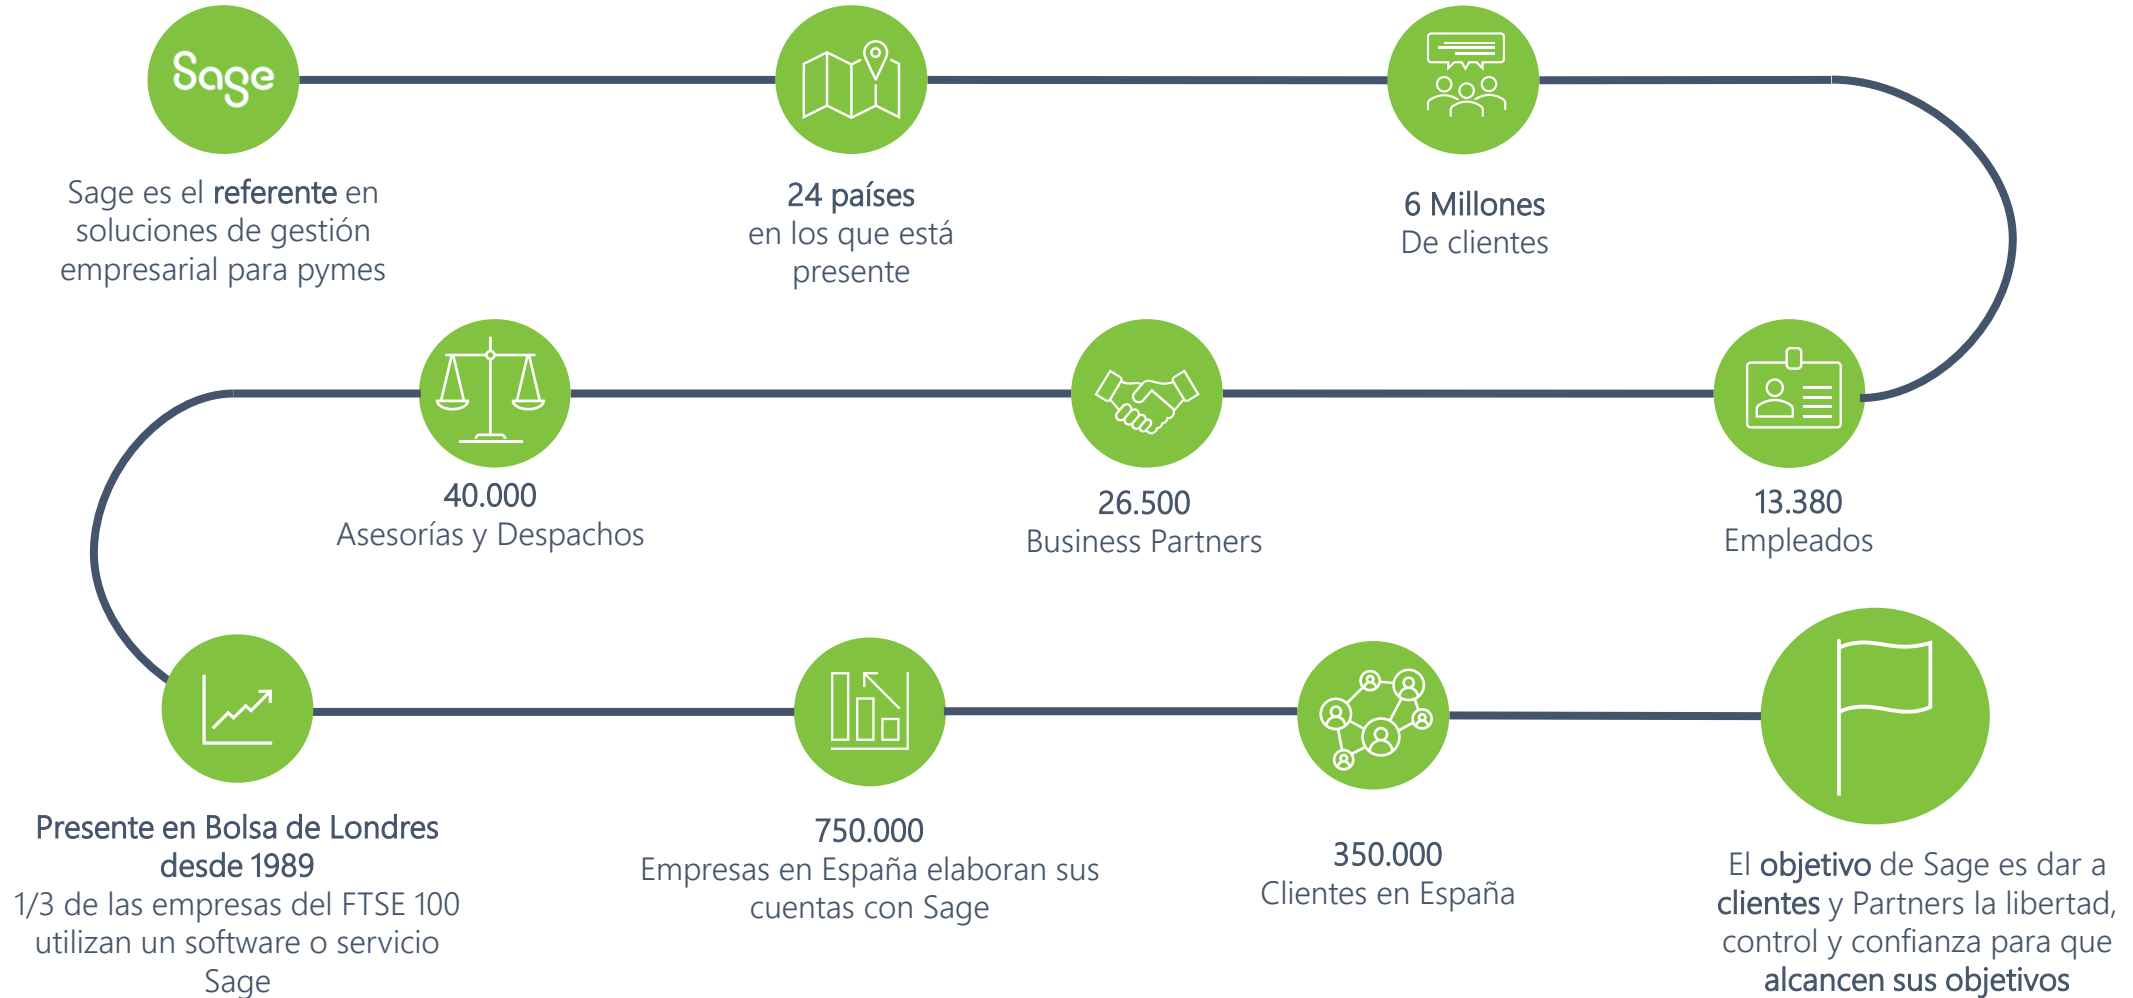 Sage
Sage es el referente en
soluciones de gestión
empresarial para pymes
24 países
en los que está
presente
6 Millones
De clientes
13.380
Empleados
26.500
Business Partners
40.000
Asesorías y Despachos
Presente en Bolsa de Londres
desde 1989
1/3 de las empresas del FTSE 100
utilizan un software o servicio
Sage
750.000
Empresas en España elaboran sus
cuentas con Sage
350.000
Clientes en España
El objetivo de Sage es dar a
clientes y Partners la libertad,
control y confianza para que
alcancen sus objetivos